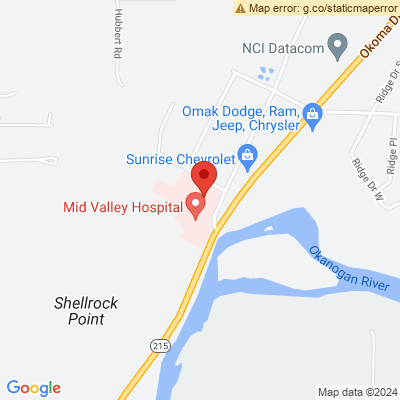 Map error: g.co/staticmaperror
Hubbert Rd
NCI Datacom
Okoma D
Ridge Dr S
Omak Dodge, Ram,
Jeep, Chrysler
Sunrise Chevrolet
Ridge Pl
Ridge Dr W
Mid Valley Hospital
Okanogan River
Shellrock
Point
215
Google
Map data ©2024